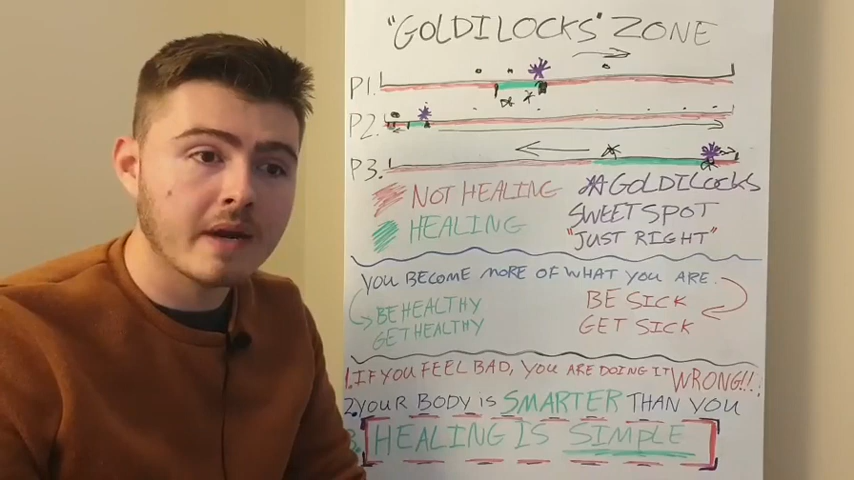 "GOLDILOCKS" ZONE
P1.
P2.
P3.
NOT HEALING
HEALING
GOLDILOCKS
SWEET SPOT
"JUST RIGHT"
YOU BECOME MORE OF WHAT YOU ARE.
BE HEALTHY
GET HEALTHY
BE SICK
GET SICK
1. IF YOU FEEL BAD, YOU ARE DOING IT WRONG!!!
2. YOUR BODY IS SMARTER THAN YOU
3. HEALING IS SIMPLE